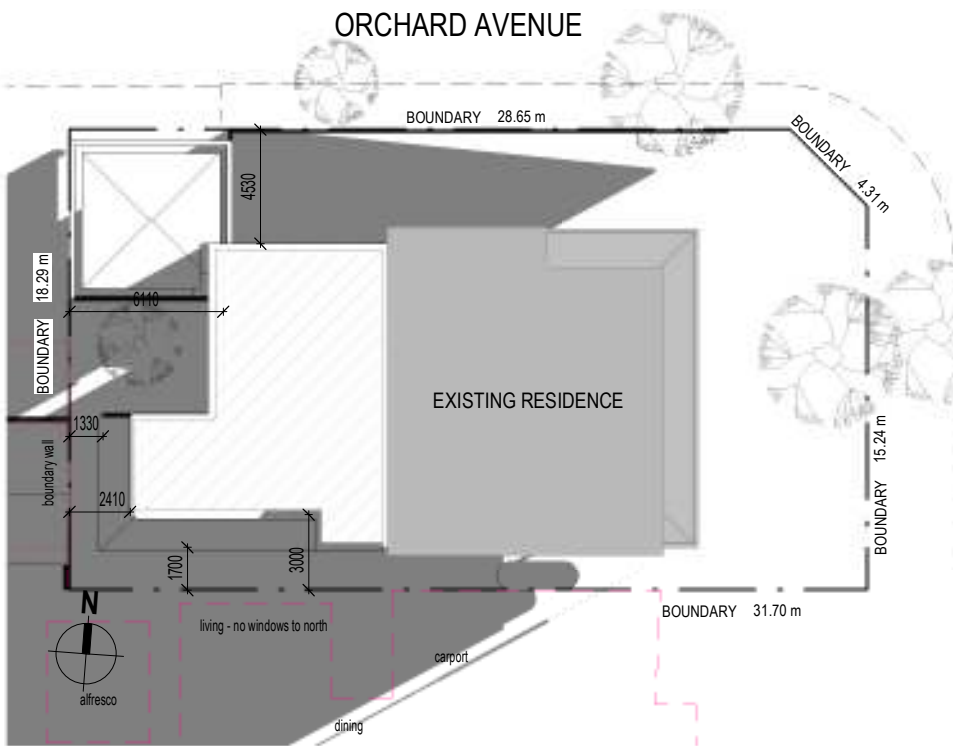 ORCHARD AVENUE
BOUNDARY 28.65 m
BOUNDARY 4.31 m
4530
BOUNDARY 18.29 m
6110
EXISTING RESIDENCE
1330
boundary wall
2410
BOUNDARY 15.24 m
1700
3000
N
BOUNDARY 31.70 m
living - no windows to north
carport
alfresco
dining